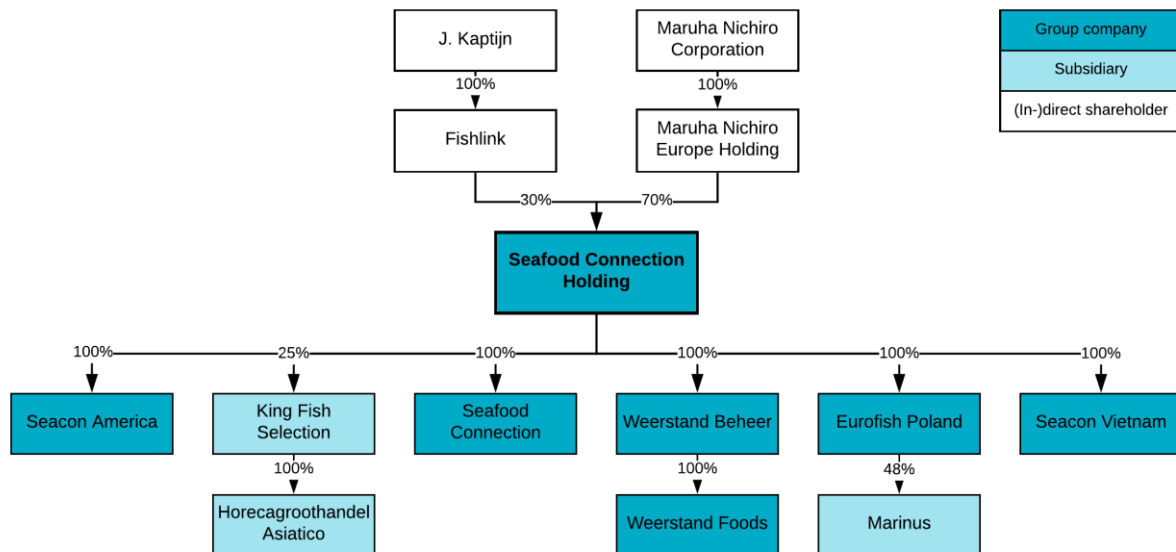 J. Kaptijn
Maruha Nichiro
Corporation
Group company
Subsidiary
(In-)direct shareholder
100%
100%
Fishlink
Maruha Nichiro
Europe Holding
30%
70%
Seafood Connection
Holding
100%
25%
100%
100%
100%
100%
Seacon America
King Fish
Selection
Seafood
Connection
Weerstand Beheer
Eurofish Poland
Seacon Vietnam
100%
100%
48%
Horecagroothandel
Asiatico
Weerstand Foods
Marinus